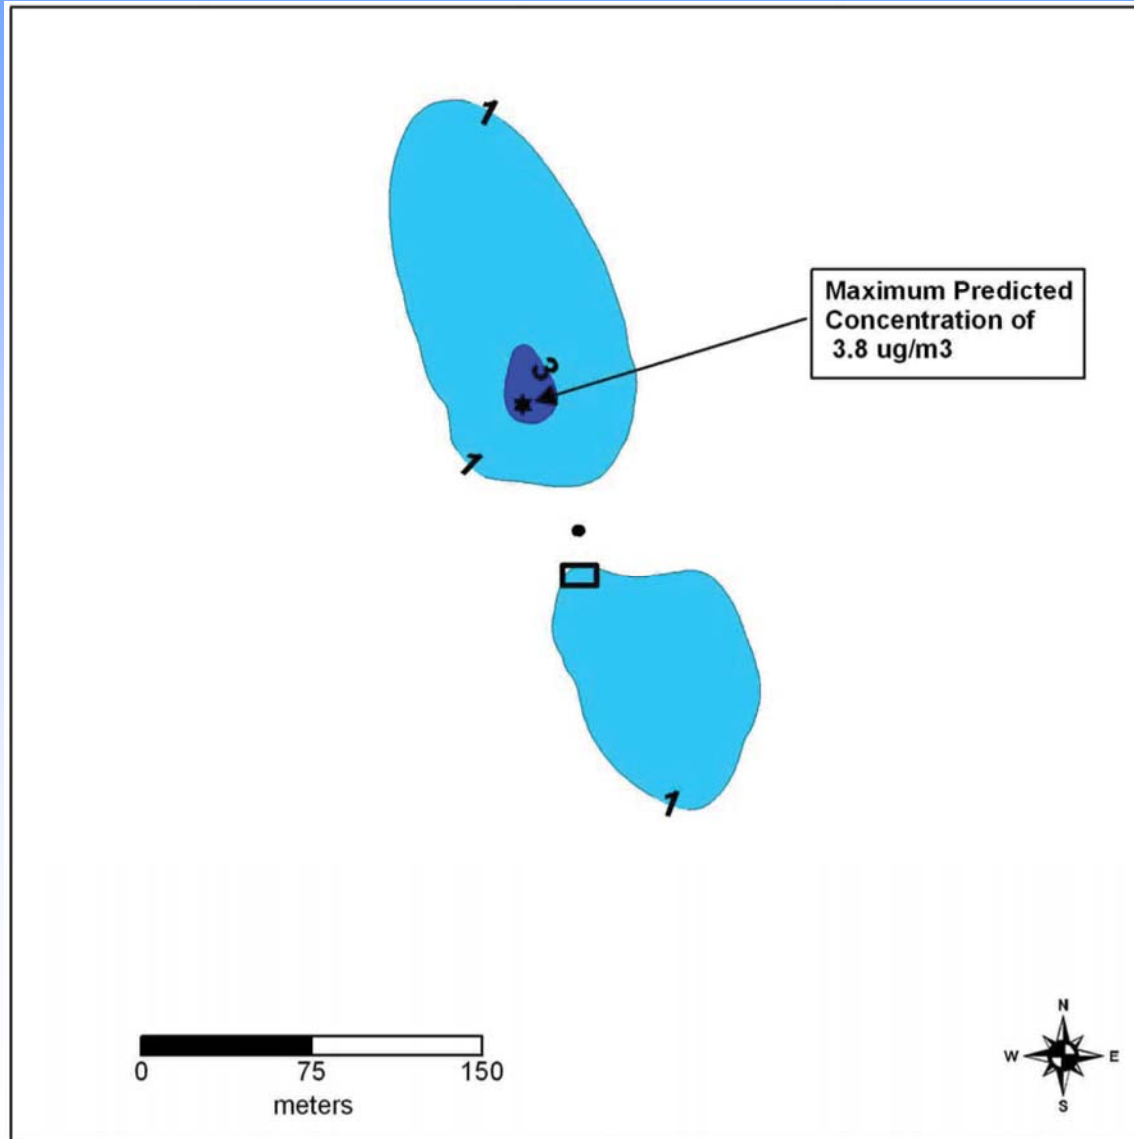 1
Maximum Predicted
Concentration of
3.8 ug/m3
3
1
1
N
W E
S
0 75 150
meters